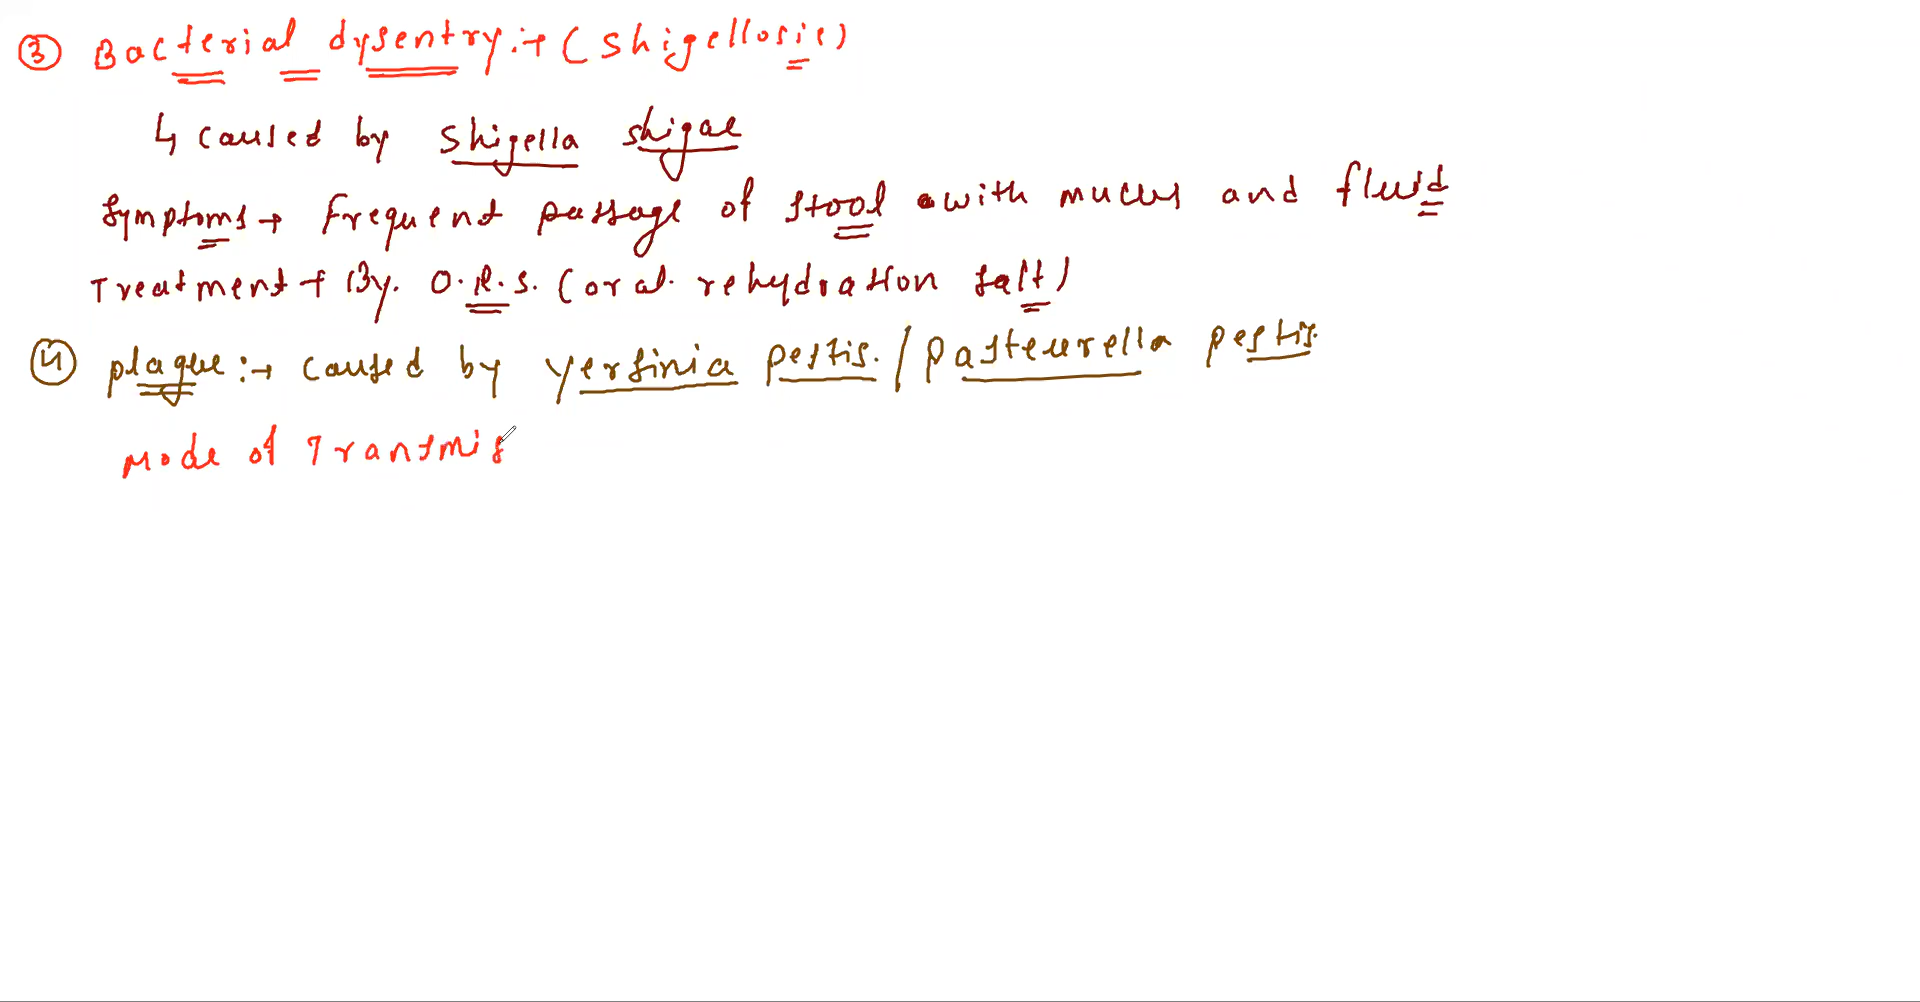 ③ Bacterial dysentry :→ (Shigellosis)
↳ caused by Shigella shigae
Symptoms → Frequent passage of stool with mucus and fluid
Treatment → By. O.R.S. (oral rehydration salt)
④ plague :→ caused by Yersinia pestis. / Pasteurella pestis.
Mode of Transmis